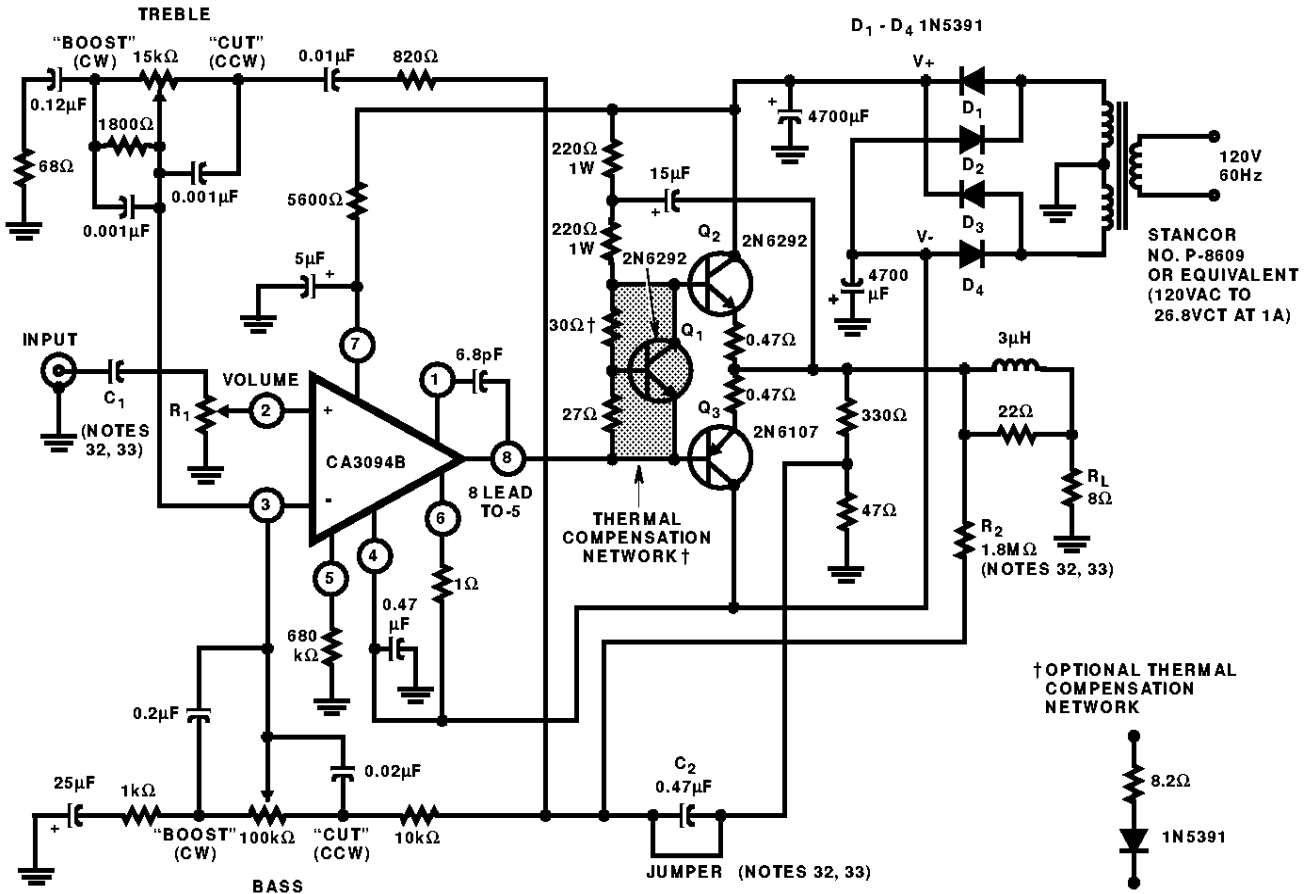 TREBLE
D1 - D4 1N5391
"BOOST"
(CW)
15kΩ
"CUT"
(CCW)
0.01μF
820Ω
V+
0.12μF
+
4700μF
D1
1800Ω
68Ω
0.001μF
0.001μF
5600Ω
220Ω
1W
15μF
+
D2
120V
60Hz
220Ω
1W
Q2
2N6292
D3
V-
STANCOR
NO. P-8609
OR EQUIVALENT
(120VAC TO
26.8VCT AT 1A)
5μF
+
2N6292
4700
μF
+
D4
30Ω†
Q1
0.47Ω
INPUT
7
6.8pF
3μH
C1
VOLUME
1
R1
2
+
27Ω
Q3
0.47Ω
330Ω
22Ω
(NOTES
32, 33)
2N6107
CA3094B
8
8 LEAD
TO-5
RL
8Ω
3
-
6
THERMAL
COMPENSATION
NETWORK†
47Ω
R2
1.8MΩ
(NOTES 32, 33)
4
5
1Ω
0.47
μF
680
kΩ
†OPTIONAL THERMAL
COMPENSATION
NETWORK
0.2μF
0.02μF
C2
0.47μF
25μF
+
1kΩ
8.2Ω
"BOOST"
(CW)
100kΩ
"CUT"
(CCW)
10kΩ
1N5391
JUMPER (NOTES 32, 33)
BASS